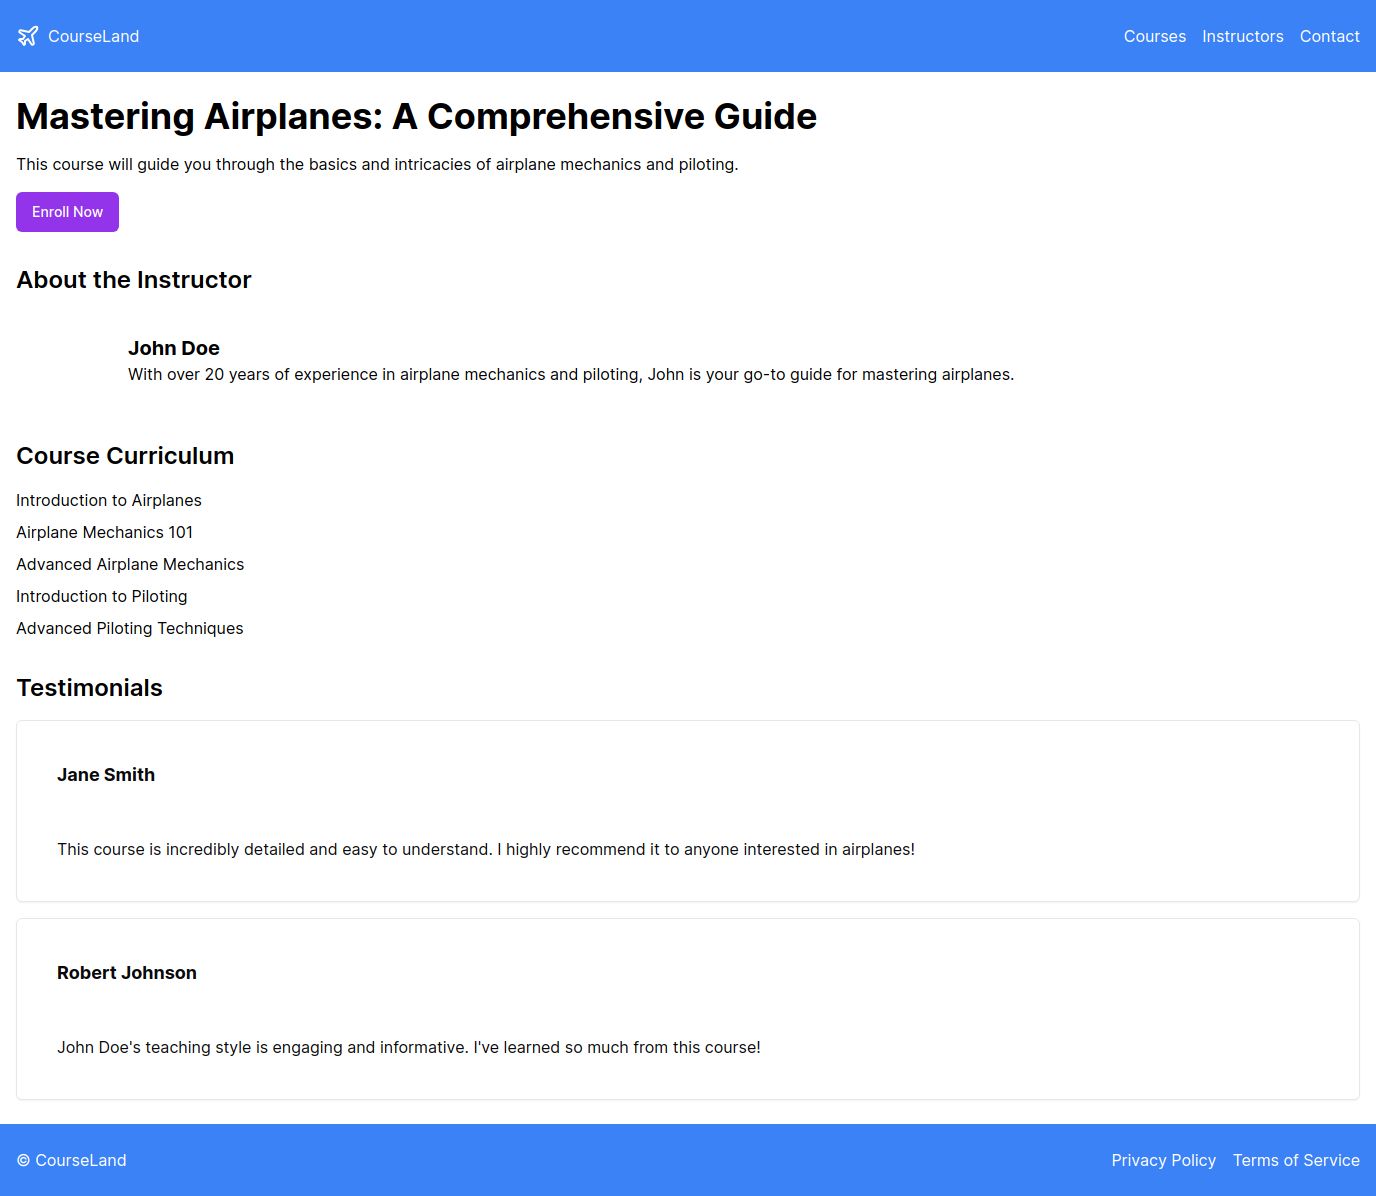 CourseLand
Courses Instructors Contact
Mastering Airplanes: A Comprehensive Guide
This course will guide you through the basics and intricacies of airplane mechanics and piloting.
Enroll Now
About the Instructor
John Doe
With over 20 years of experience in airplane mechanics and piloting, John is your go-to guide for mastering airplanes.
Course Curriculum
Introduction to Airplanes
Airplane Mechanics 101
Advanced Airplane Mechanics
Introduction to Piloting
Advanced Piloting Techniques
Testimonials
Jane Smith
This course is incredibly detailed and easy to understand. I highly recommend it to anyone interested in airplanes!
Robert Johnson
John Doe's teaching style is engaging and informative. I've learned so much from this course!
© CourseLand
Privacy Policy Terms of Service